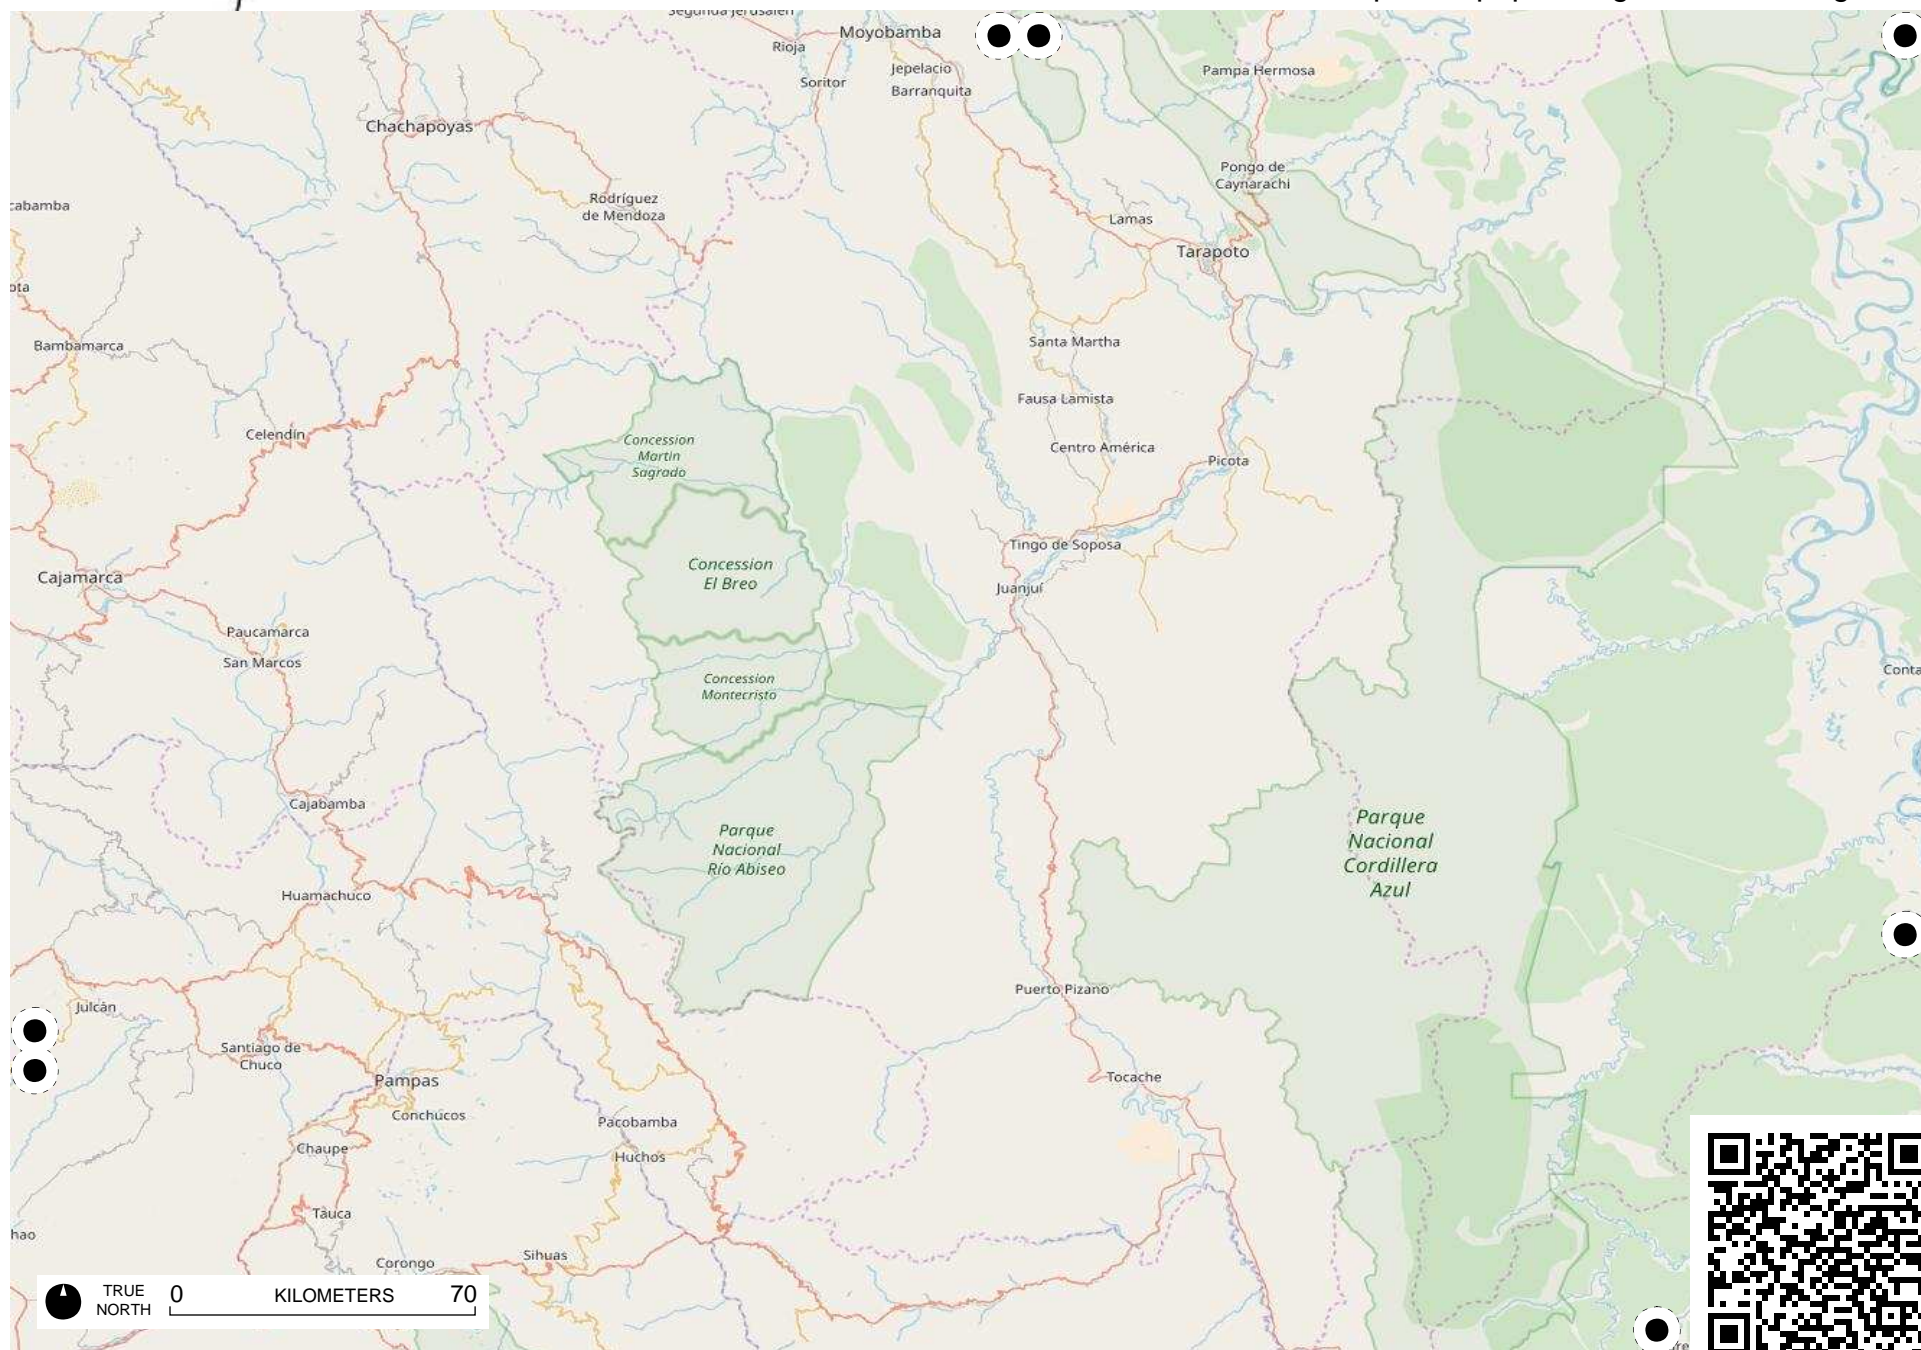 Moyobamba
Rioja
Jepelacio
Soritor
Barranquita
Pampa Hermosa
Chachapoyas
Pongo de
Caynarachi
Rodríguez
de Mendoza
cabamba
Lamas
Tarapoto
ota
Bambamarca
Santa Martha
Fausa Lamista
Celendín
Concession
Martin
Sagrado
Centro América
Picota
Tingo de Soposa
Concession
El Breo
Cajamarca
Juanjuí
Paucamarca
San Marcos
Concession
Montecristo
Conta
Cajabamba
Parque
Nacional
Cordillera
Azul
Parque
Nacional
Río Abiseo
Huamachuco
Puerto Pizano
Julcán
Santiago de
Chuco
Pampas
Tocache
Conchucos
Pacobamba
Chaupe
Huchos
Tauca
hao
Sihuas
Corongo
TRUE
NORTH
0 KILOMETERS 70